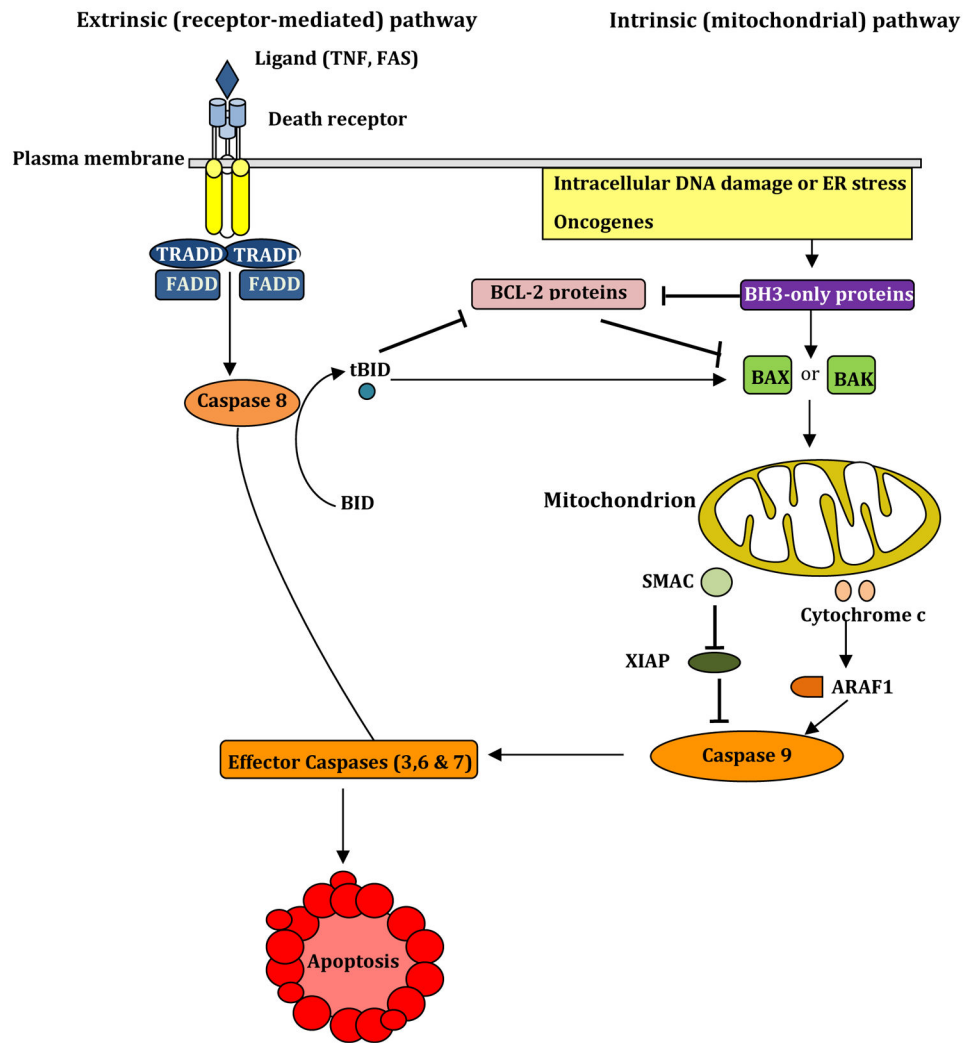 Extrinsic (receptor-mediated) pathway
Intrinsic (mitochondrial) pathway
Ligand (TNF, FAS)
Death receptor
Plasma membrane
Intracellular DNA damage or ER stress
Oncogenes
TRADD
TRADD
FADD
FADD
BCL-2 proteins
BH3-only proteins
tBID
BAX
or
BAK
Caspase 8
BID
Mitochondrion
SMAC
Cytochrome c
XIAP
ARAF1
Caspase 9
Effector Caspases (3,6 & 7)
Apoptosis